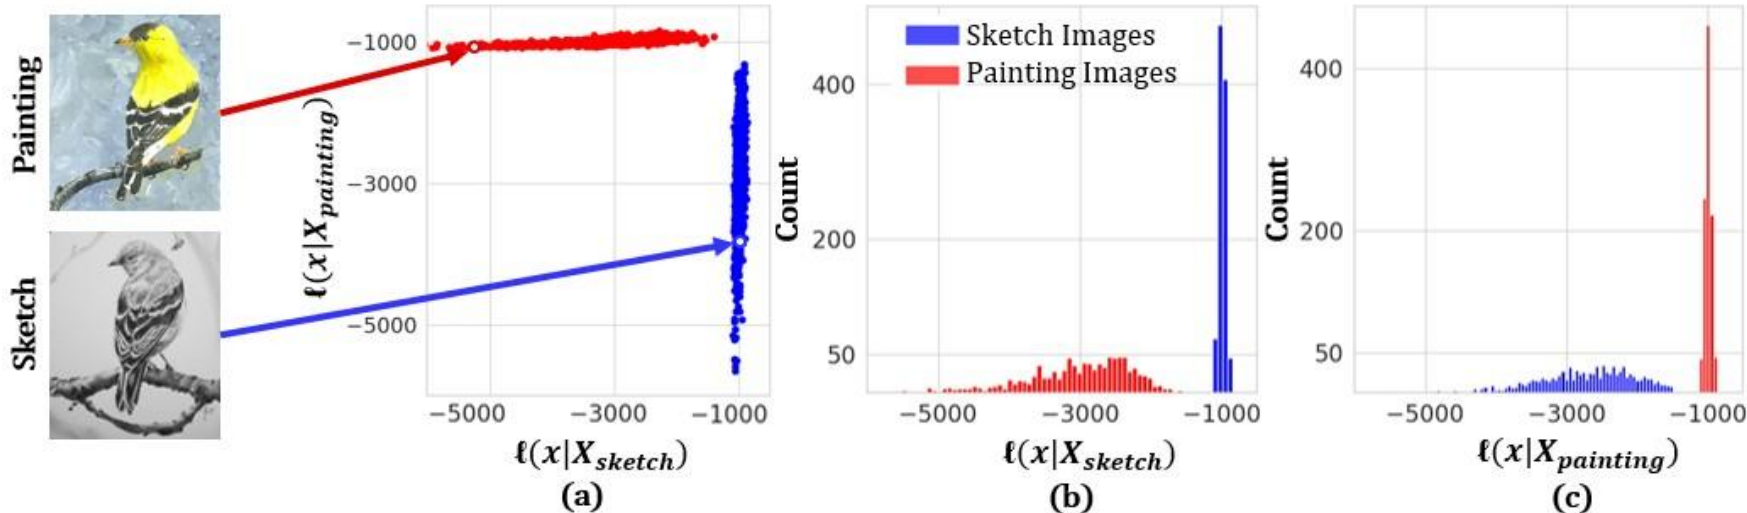 Painting
Sketch
−1000
−3000
−5000
ℓ(x|X_painting)
−5000
−3000
−1000
ℓ(x|X_sketch)
(a)
Sketch Images
Painting Images
400
200
50
Count
−5000
−3000
−1000
ℓ(x|X_sketch)
(b)
400
200
50
Count
−5000
−3000
−1000
ℓ(x|X_painting)
(c)